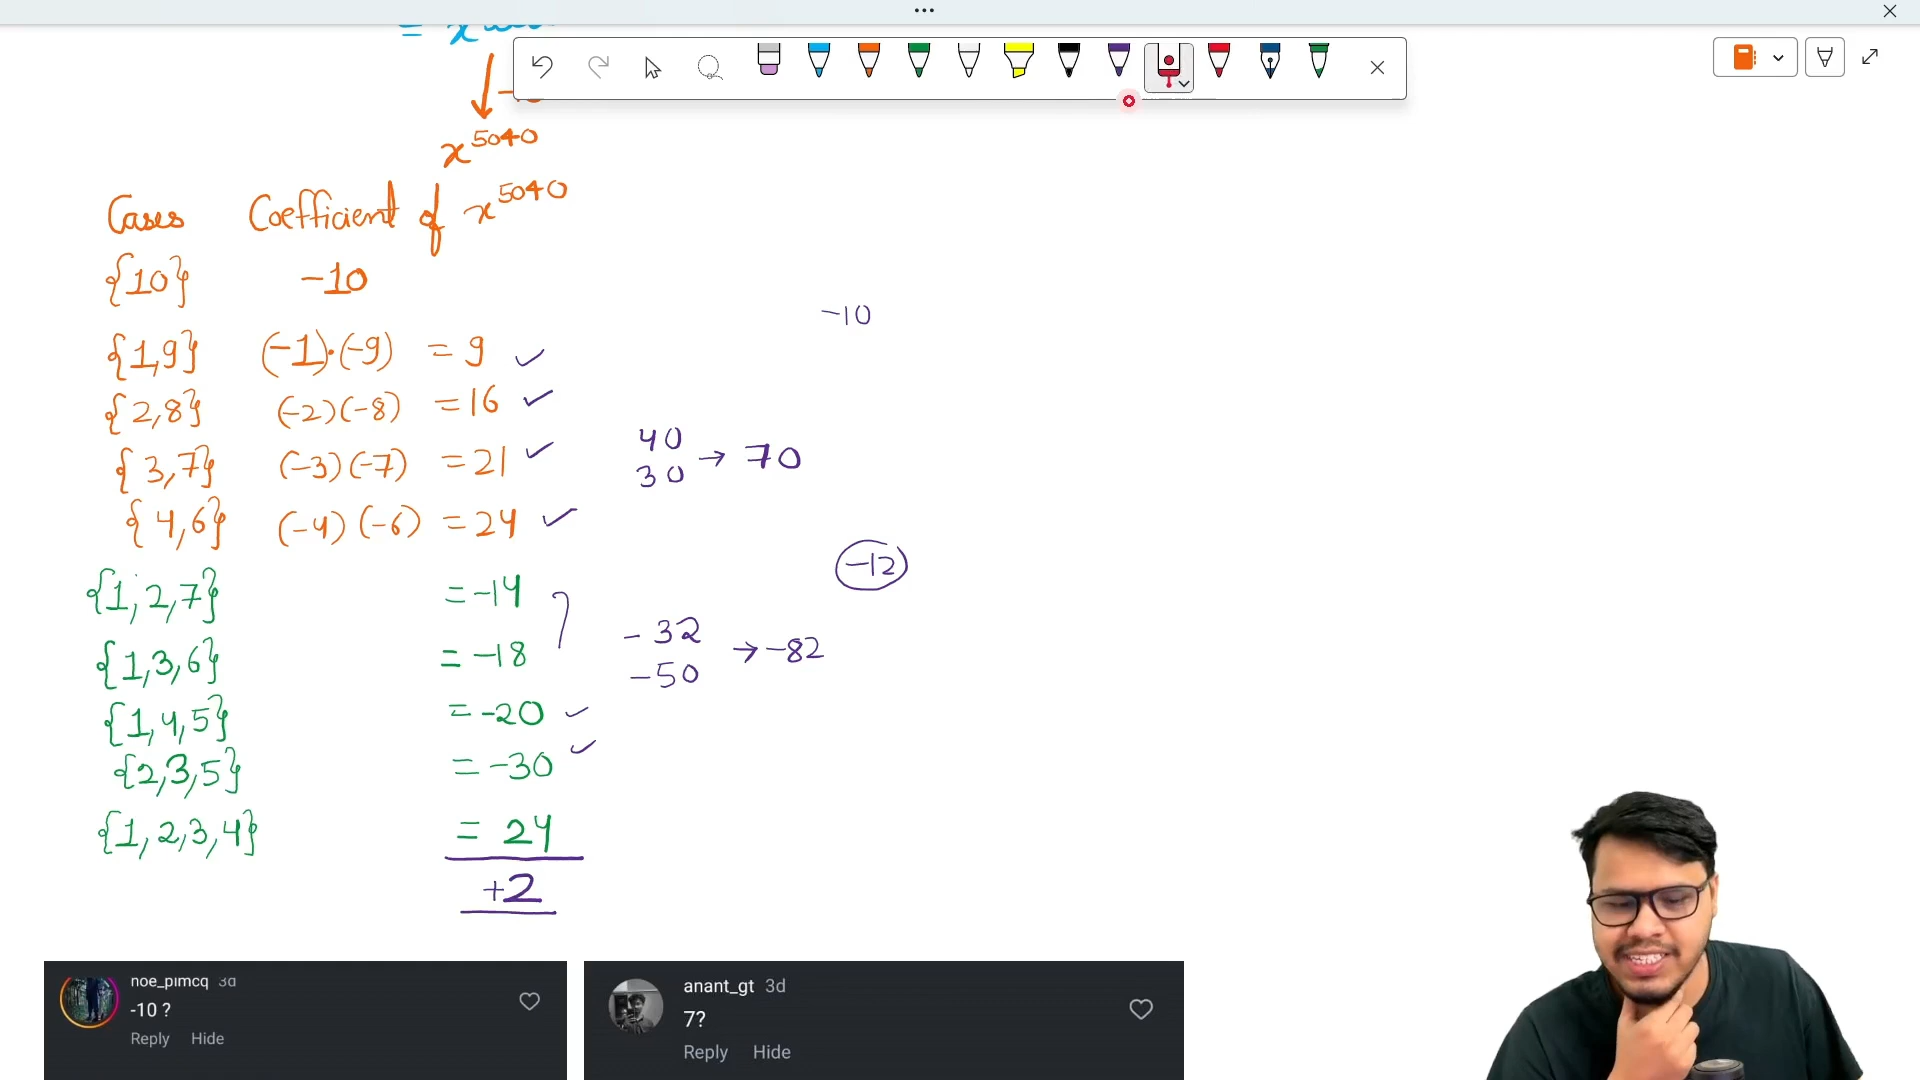 = x
-10
x^5040
Cases Coefficient of x^5040
{10} -10
-10
{1,9} (-1)·(-9) = 9 ✓
{2,8} (-2)(-8) = 16 ✓
{3,7} (-3)(-7) = 21 ✓
40
30 → 70
{4,6} (-4)(-6) = 24 ✓
-12
{1,2,7} = -14
{1,3,6} = -18
-32
-50 → -82
{1,4,5} = -20 ✓
{2,3,5} = -30 ✓
{1,2,3,4} = 24
+2
noe_pimcq 3d
-10 ?
Reply Hide
anant_gt 3d
7?
Reply Hide